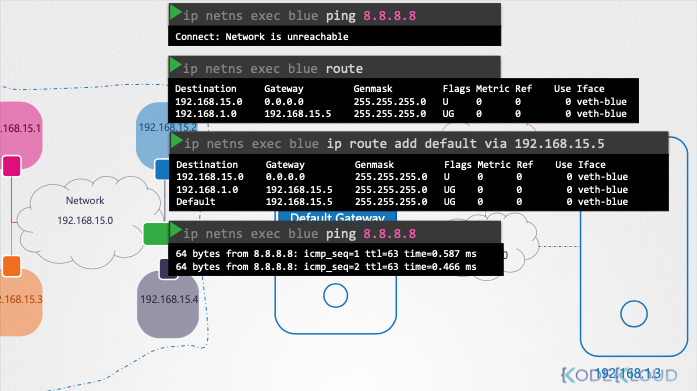 ip netns exec blue ping 8.8.8.8
Connect: Network is unreachable
ip netns exec blue route
Destination Gateway Genmask Flags Metric Ref Use Iface
192.168.15.0 0.0.0.0 255.255.255.0 U 0 0 0 veth-blue
192.168.1.0 192.168.15.5 255.255.255.0 UG 0 0 0 veth-blue
ip netns exec blue ip route add default via 192.168.15.5
Destination Gateway Genmask Flags Metric Ref Use Iface
192.168.15.0 0.0.0.0 255.255.255.0 U 0 0 0 veth-blue
192.168.1.0 192.168.15.5 255.255.255.0 UG 0 0 0 veth-blue
Default 192.168.15.5 255.255.255.0 UG 0 0 0 veth-blue
Default Gateway
ip netns exec blue ping 8.8.8.8
64 bytes from 8.8.8.8: icmp_seq=1 ttl=63 time=0.587 ms
64 bytes from 8.8.8.8: icmp_seq=2 ttl=63 time=0.466 ms
.168.15.1
192.168.15.2
Network
192.168.15.0
.168.15.3
192.168.15.4
192.168.1.3
KODEKLOUD